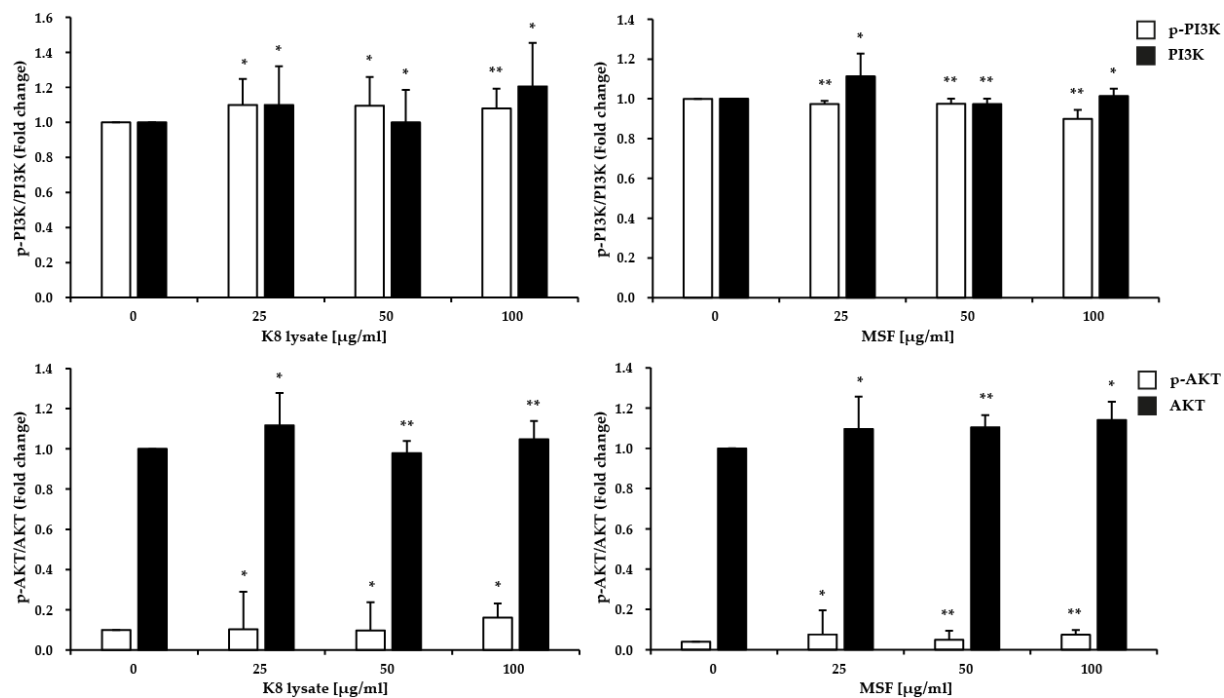 p-PI3K/PI3K (Fold change)
1.6
1.4
1.2
1.0
0.8
0.6
0.4
0.2
0.0
* * * * ** *
0 25 50 100
K8 lysate [µg/ml]
p-PI3K/PI3K (Fold change)
1.4
1.2
1.0
0.8
0.6
0.4
0.2
0.0
** * ** ** ** *
0 25 50 100
MSF [µg/ml]
p-PI3K
PI3K
p-AKT/AKT (Fold change)
1.4
1.2
1.0
0.8
0.6
0.4
0.2
0.0
* * * ** * **
0 25 50 100
K8 lysate [µg/ml]
p-AKT/AKT (Fold change)
1.4
1.2
1.0
0.8
0.6
0.4
0.2
0.0
* * ** ** ** *
0 25 50 100
MSF [µg/ml]
p-AKT
AKT